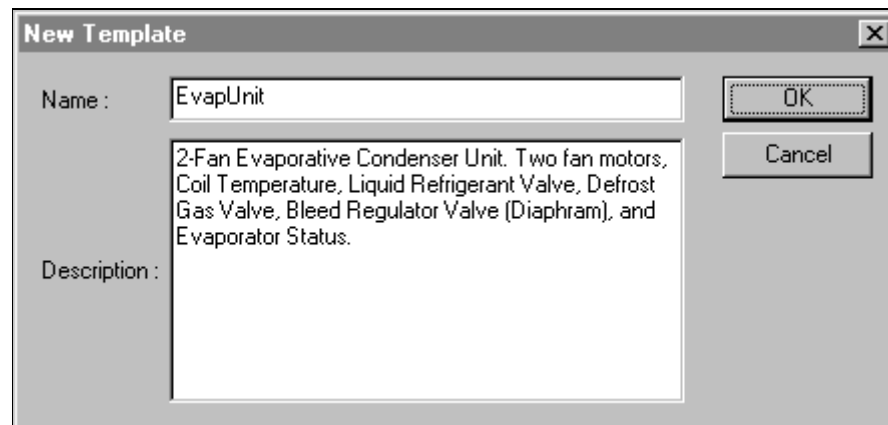 New Template
Name :
EvapUnit
OK
2-Fan Evaporative Condenser Unit. Two fan motors,
Coil Temperature, Liquid Refrigerant Valve, Defrost
Gas Valve, Bleed Regulator Valve (Diaphram), and
Evaporator Status.
Cancel
Description :